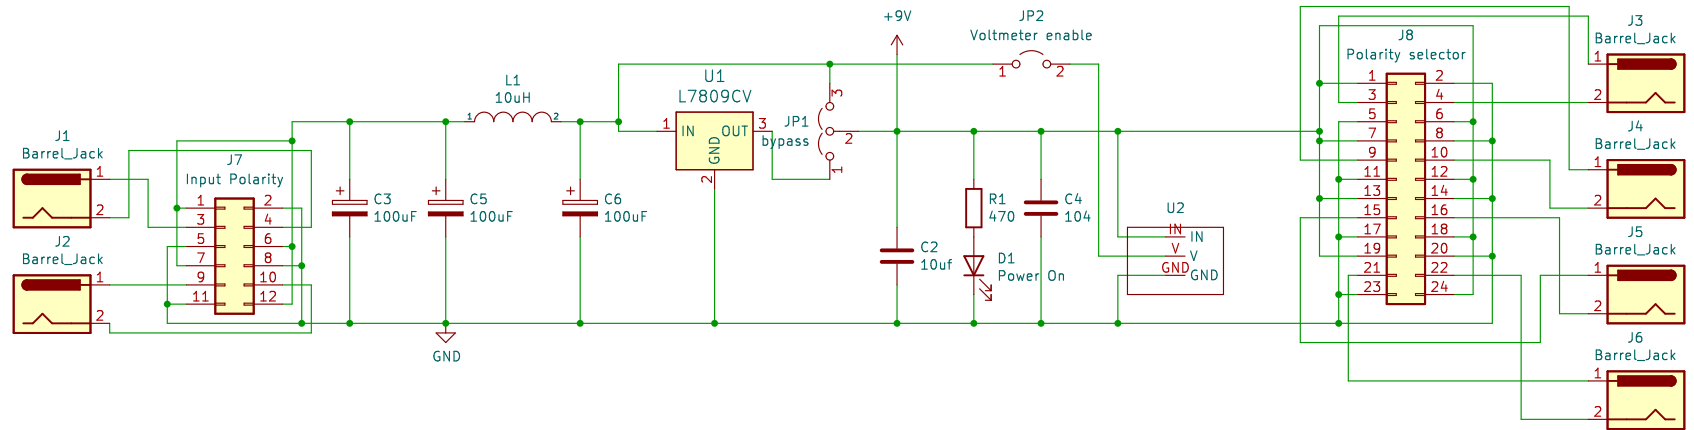 J1
Barrel_Jack
1
2
J2
Barrel_Jack
1
2
J7
Input Polarity
1 2
3 4
5 6
7 8
9 10
11 12
+
C3
100uF
+
C5
100uF
GND
L1
10uH
1 2
+
C6
100uF
U1
L7809CV
1 IN OUT 3
GND
2
JP1
bypass
3
2
1
+9V
C2
10uf
R1
470
D1
Power On
C4
104
JP2
Voltmeter enable
1 2
U2
IN IN
V V
GND GND
J8
Polarity selector
1 2
3 4
5 6
7 8
9 10
11 12
13 14
15 16
17 18
19 20
21 22
23 24
J3
Barrel_Jack
1
2
J4
Barrel_Jack
1
2
J5
Barrel_Jack
1
2
J6
Barrel_Jack
1
2